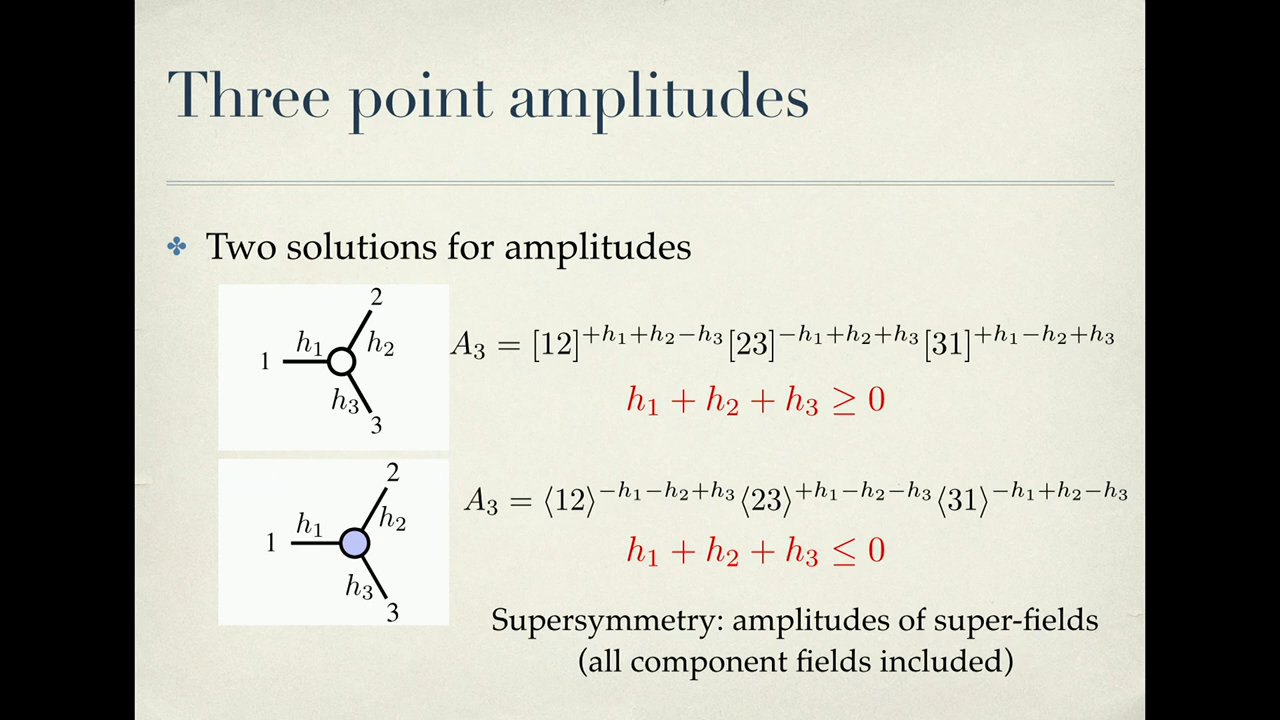 Three point amplitudes
✤ Two solutions for amplitudes
1 h₁ 2 h₂ h₃ 3
A₃ = [12]^{+h₁+h₂−h₃}[23]^{−h₁+h₂+h₃}[31]^{+h₁−h₂+h₃}
h₁ + h₂ + h₃ ≥ 0
1 h₁ 2 h₂ h₃ 3
A₃ = ⟨12⟩^{−h₁−h₂+h₃}⟨23⟩^{+h₁−h₂−h₃}⟨31⟩^{−h₁+h₂−h₃}
h₁ + h₂ + h₃ ≤ 0
Supersymmetry: amplitudes of super-fields
(all component fields included)